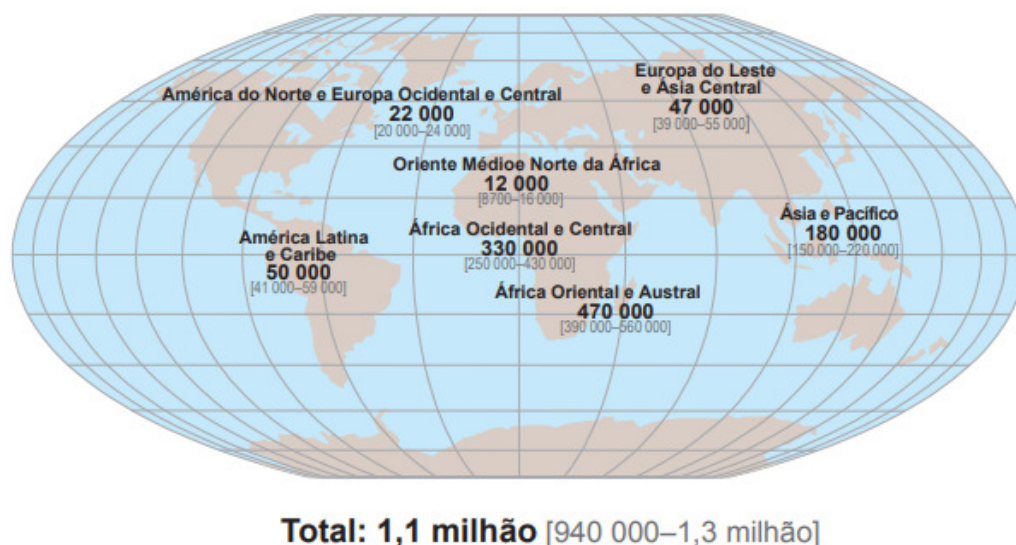 América do Norte e Europa Ocidental e Central
22 000
[20 000–24 000]
Europa do Leste
e Ásia Central
47 000
[39 000–55 000]
Oriente Médioe Norte da África
12 000
[8700–16 000]
África Ocidental e Central
330 000
[250 000–430 000]
Ásia e Pacífico
180 000
[150 000–220 000]
América Latina
e Caribe
50 000
[41 000–59 000]
África Oriental e Austral
470 000
[390 000–560 000]
Total: 1,1 milhão [940 000–1,3 milhão]